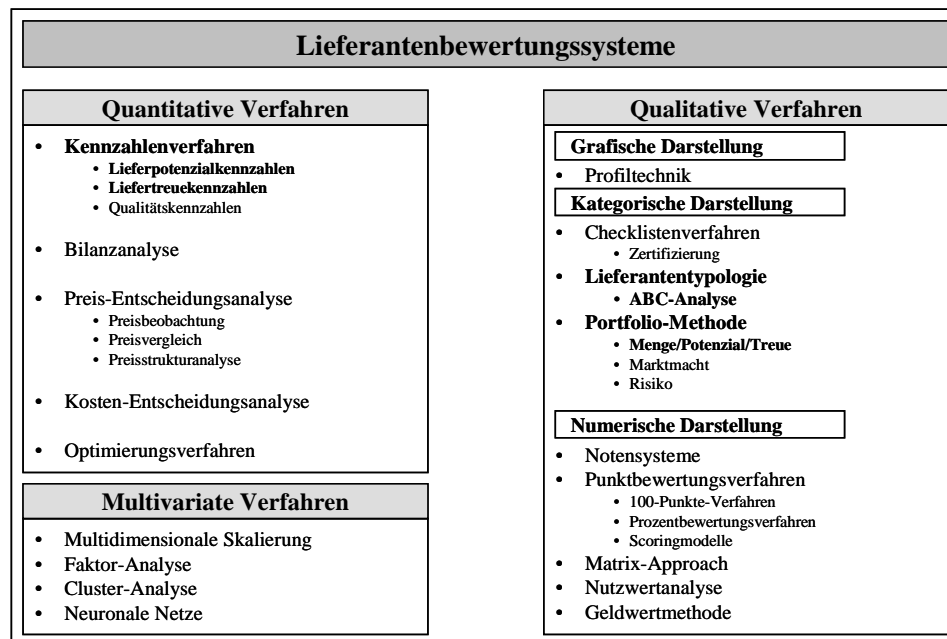 Lieferantenbewertungssysteme
Quantitative Verfahren
• Kennzahlenverfahren
• Lieferpotenzialkennzahlen
• Liefertreuekennzahlen
• Qualitätskennzahlen
• Bilanzanalyse
• Preis-Entscheidungsanalyse
• Preisbeobachtung
• Preisvergleich
• Preisstrukturanalyse
• Kosten-Entscheidungsanalyse
• Optimierungsverfahren
Multivariate Verfahren
• Multidimensionale Skalierung
• Faktor-Analyse
• Cluster-Analyse
• Neuronale Netze
Qualitative Verfahren
Grafische Darstellung
• Profiltechnik
Kategorische Darstellung
• Checklistenverfahren
• Zertifizierung
• Lieferantentypologie
• ABC-Analyse
• Portfolio-Methode
• Menge/Potenzial/Treue
• Marktmacht
• Risiko
Numerische Darstellung
• Notensysteme
• Punktbewertungsverfahren
• 100-Punkte-Verfahren
• Prozentbewertungsverfahren
• Scoringmodelle
• Matrix-Approach
• Nutzwertanalyse
• Geldwertmethode